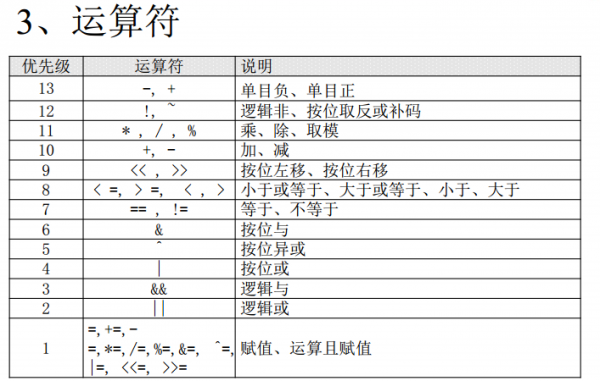 3、运算符
优先级 运算符 说明
13 -, + 单目负、单目正
12 !, ~ 逻辑非、按位取反或补码
11 * , / , % 乘、除、取模
10 +, - 加、减
9 << , >> 按位左移、按位右移
8 < =, > =, < , > 小于或等于、大于或等于、小于、大于
7 == , != 等于、不等于
6 & 按位与
5 ^ 按位异或
4 | 按位或
3 && 逻辑与
2 || 逻辑或
=,+=,-
1 =,*=,/=,%=,&=, ^=, 赋值、运算且赋值
|=, <<=, >>=